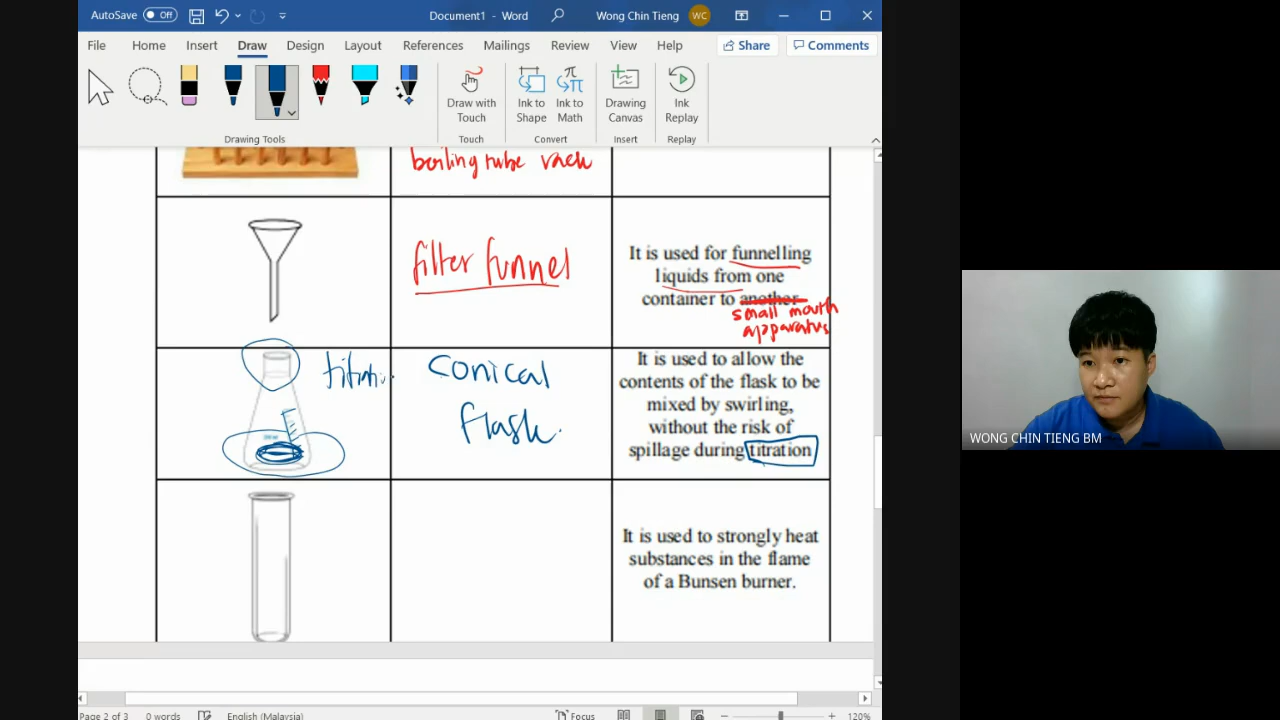 AutoSave Off
Document1 - Word
Wong Chin Tieng WC
File Home Insert Draw Design Layout References Mailings Review View Help Share Comments
Draw with Touch
Ink to Shape
Ink to Math
Drawing Canvas
Ink Replay
Drawing Tools Touch Convert Insert Replay
boiling tube rack
filter funnel
It is used for funnelling
liquids from one
container to another
small mouth
apparatus
titration
conical
flask.
It is used to allow the
contents of the flask to be
mixed by swirling,
without the risk of
spillage during titration
It is used to strongly heat
substances in the flame
of a Bunsen burner.
Page 2 of 3 0 words English (Malaysia) Focus 120%
WONG CHIN TIENG BM